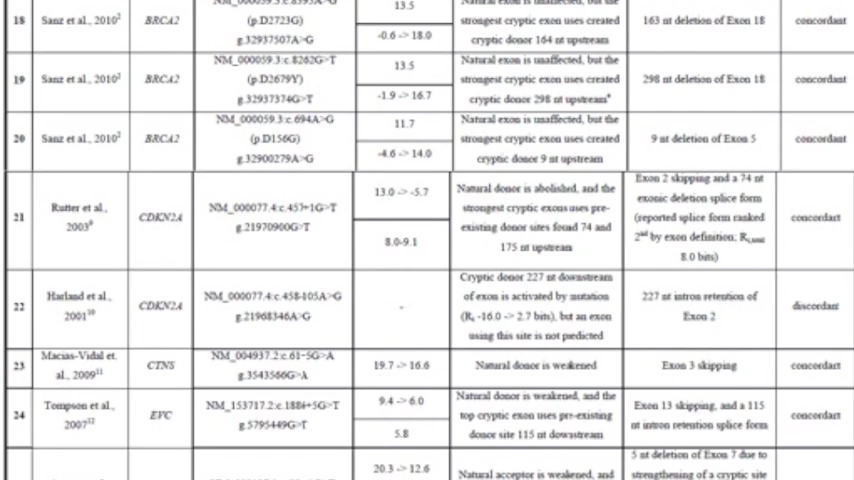 18
Sanz et al., 2010²
BRCA2
(p.D2723G)
g.32937507A>G
13.5
-0.6 -> 18.0
Natural exon is unaffected, but the
strongest cryptic exon uses created
cryptic donor 164 nt upstream
163 nt deletion of Exon 18
concordant
19
Sanz et al., 2010²
BRCA2
NM_000059.3:c.8262G>T
(p.D2679Y)
g.32937374G>T
13.5
-1.9 -> 16.7
Natural exon is unaffected, but the
strongest cryptic exon uses created
cryptic donor 298 nt upstream
298 nt deletion of Exon 18
concordant
20
Sanz et al., 2010²
BRCA2
NM_000059.3:c.694A>G
(p.D156G)
g.32900279A>G
11.7
-4.6 -> 14.0
Natural exon is unaffected, but the
strongest cryptic exon uses created
cryptic donor 9 nt upstream
9 nt deletion of Exon 5
concordant
21
Rutter et al.,
2003⁹
CDKN2A
NM_000077.4:c.457+1G>T
g.21970900G>T
13.0 -> -5.7
8.0-9.1
Natural donor is abolished, and the
strongest cryptic exons uses pre-
existing donor sites found 74 and
175 nt upstream
Exon 2 skipping and a 74 nt
exonic deletion splice form
(reported splice form ranked
2nd by exon definition; Ri,total
8.0 bits)
concordant
22
Harland et al.,
2001¹⁰
CDKN2A
NM_000077.4:c.458-105A>G
g.21968346A>G
-
Cryptic donor 227 nt downstream
of exon is activated by mutation
(Ri -16.0 -> 2.7 bits), but an exon
using this site is not predicted
227 nt intron retention of
Exon 2
discordant
23
Macias-Vidal et.
al., 2009¹¹
CTNS
NM_004937.2:c.61-5G>A
g.3543566G>A
19.7 -> 16.6
Natural donor is weakened
Exon 3 skipping
concordant
24
Tompson et al.,
2007¹²
EVC
NM_153717.2:c.1884+5G>T
g.5795449G>T
9.4 -> 6.0
5.8
Natural donor is weakened, and the
top cryptic exon uses pre-existing
donor site 115 nt downstream
Exon 13 skipping, and a 115
nt intron retention splice form
concordant
20.3 -> 12.6
Natural acceptor is weakened, and
5 nt deletion of Exon 7 due to
strengthening of a cryptic site